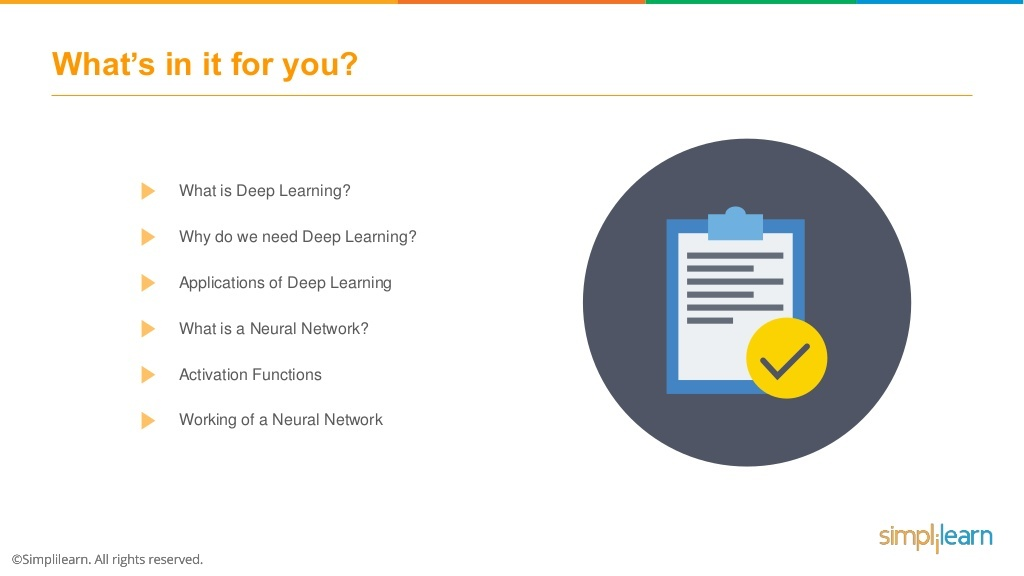 What’s in it for you?
What is Deep Learning?
Why do we need Deep Learning?
Applications of Deep Learning
What is a Neural Network?
Activation Functions
Working of a Neural Network
simplilearn
©Simplilearn. All rights reserved.